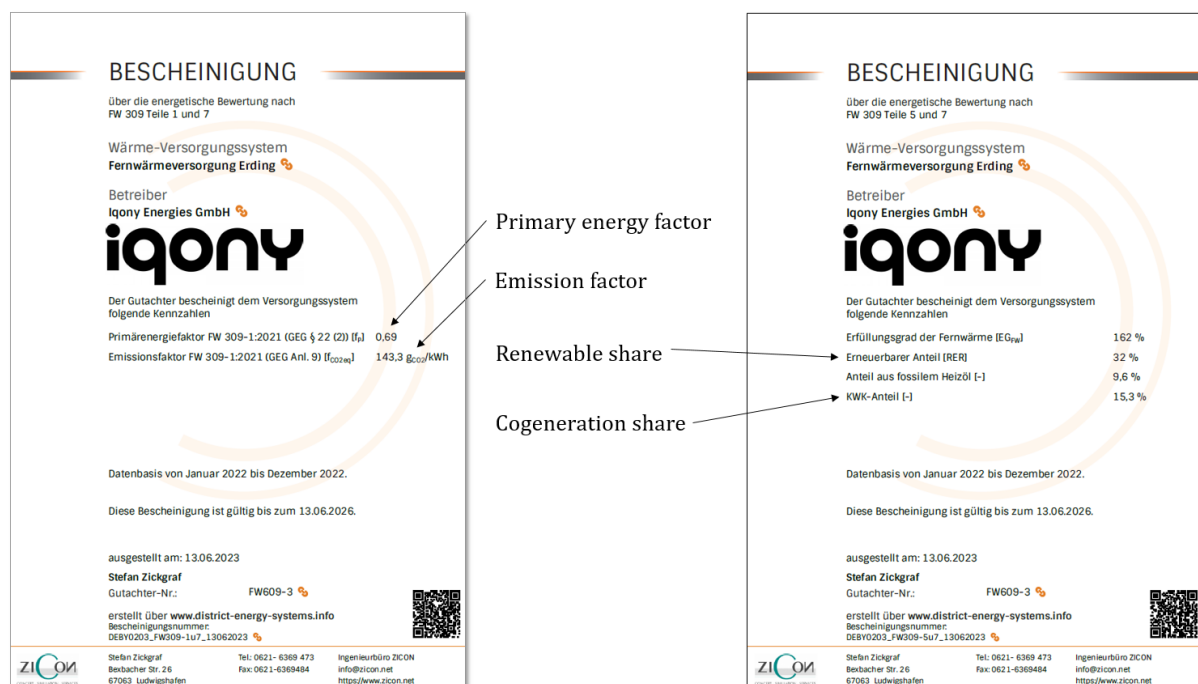 BESCHEINIGUNG
über die energetische Bewertung nach
FW 309 Teile 1 und 7
Wärme-Versorgungssystem
Fernwärmeversorgung Erding
Betreiber
Iqony Energies GmbH
iqony
Der Gutachter bescheinigt dem Versorgungssystem
folgende Kennzahlen
Primärenergiefaktor FW 309-1:2021 (GEG § 22 (2)) [fP] 0,69
Emissionsfaktor FW 309-1:2021 (GEG Anl. 9) [fCO2eq] 143,3 gCO2/kWh
Datenbasis von Januar 2022 bis Dezember 2022.
Diese Bescheinigung ist gültig bis zum 13.06.2026.
ausgestellt am: 13.06.2023
Stefan Zickgraf
Gutachter-Nr.: FW609-3
erstellt über www.district-energy-systems.info
Bescheinigungsnummer:
DEBY0203_FW309-1u7_13062023
ZICON
Stefan Zickgraf Tel.: 0621- 6369 473 Ingenieurbüro ZICON
Bexbacher Str. 26 Fax: 0621-6369484 info@zicon.net
67063 Ludwigshafen https://www.zicon.net
Primary energy factor
Emission factor
Renewable share
Cogeneration share
BESCHEINIGUNG
über die energetische Bewertung nach
FW 309 Teile 5 und 7
Wärme-Versorgungssystem
Fernwärmeversorgung Erding
Betreiber
Iqony Energies GmbH
iqony
Der Gutachter bescheinigt dem Versorgungssystem
folgende Kennzahlen
Erfüllungsgrad der Fernwärme [EGFW] 162 %
Erneuerbarer Anteil [RER] 32 %
Anteil aus fossilem Heizöl [-] 9,6 %
KWK-Anteil [-] 15,3 %
Datenbasis von Januar 2022 bis Dezember 2022.
Diese Bescheinigung ist gültig bis zum 13.06.2026.
ausgestellt am: 13.06.2023
Stefan Zickgraf
Gutachter-Nr.: FW609-3
erstellt über www.district-energy-systems.info
Bescheinigungsnummer:
DEBY0203_FW309-5u7_13062023
ZICON
Stefan Zickgraf Tel.: 0621- 6369 473 Ingenieurbüro ZICON
Bexbacher Str. 26 Fax: 0621-6369484 info@zicon.net
67063 Ludwigshafen https://www.zicon.net